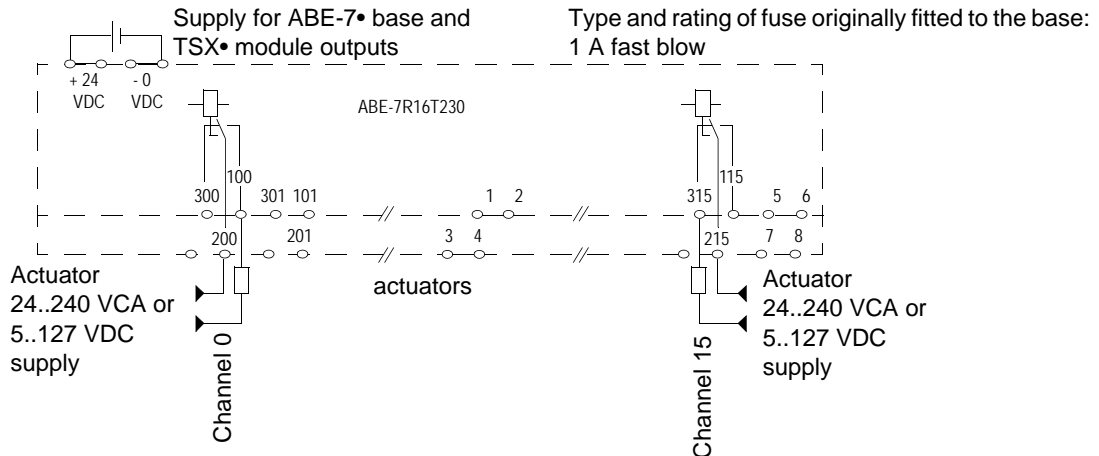 Supply for ABE-7• base and
TSX• module outputs
Type and rating of fuse originally fitted to the base:
1 A fast blow
+ 24
VDC
- 0
VDC
ABE-7R16T230
100
300
301 101
1 2
115
315
5 6
200
201
3 4
215
7 8
Actuator
24..240 VCA or
5..127 VDC
supply
actuators
Actuator
24..240 VCA or
5..127 VDC
supply
Channel 0
Channel 15